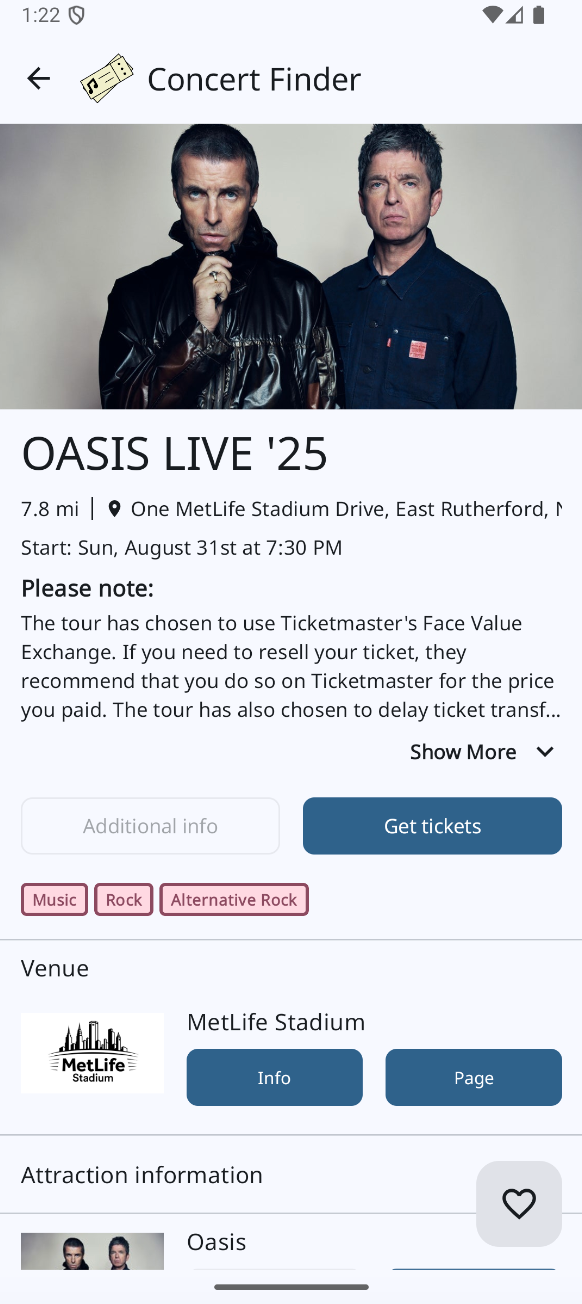 1:22
Concert Finder
OASIS LIVE '25
7.8 mi | One MetLife Stadium Drive, East Rutherford, N
Start: Sun, August 31st at 7:30 PM
Please note:
The tour has chosen to use Ticketmaster's Face Value
Exchange. If you need to resell your ticket, they
recommend that you do so on Ticketmaster for the price
you paid. The tour has also chosen to delay ticket transf...
Show More
Additional info
Get tickets
Music Rock Alternative Rock
Venue
MetLife
Stadium
MetLife Stadium
Info
Page
Attraction information
Oasis